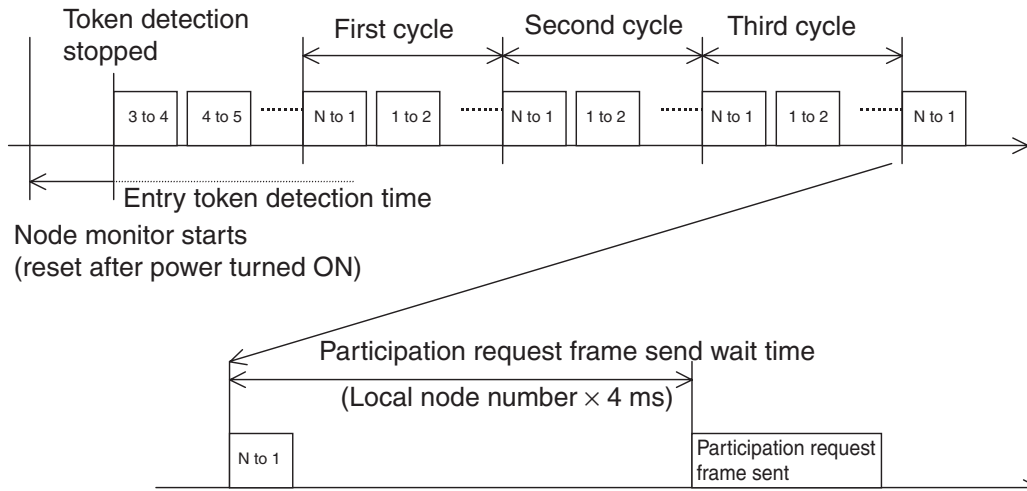 Token detection
stopped
First cycle
Second cycle
Third cycle
3 to 4
4 to 5
N to 1
1 to 2
N to 1
1 to 2
N to 1
1 to 2
N to 1
Entry token detection time
Node monitor starts
(reset after power turned ON)
Participation request frame send wait time
(Local node number × 4 ms)
N to 1
Participation request
frame sent